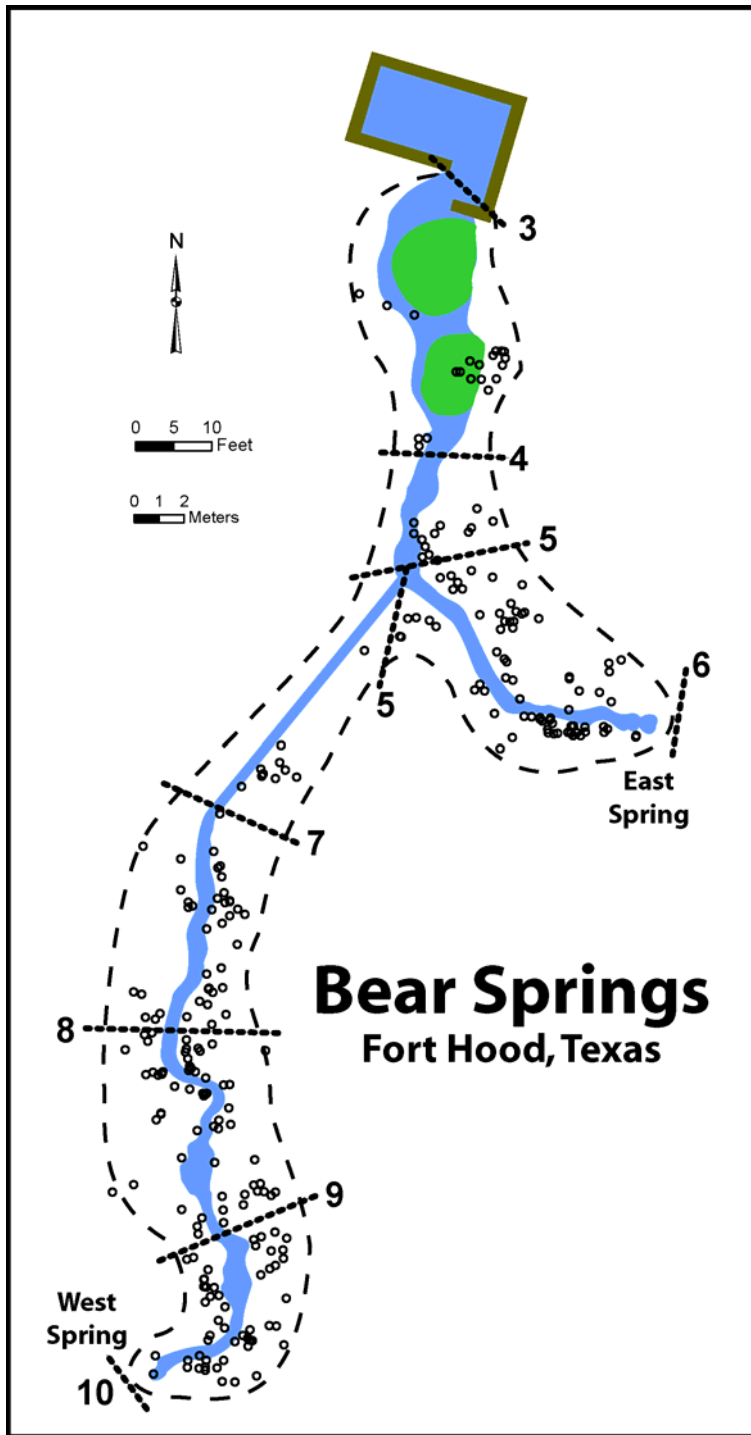 3
N
0 5 10
Feet
4
0 1 2
Meters
5
6
5
East
Spring
7
Bear Springs
Fort Hood, Texas
8
9
West
Spring
10